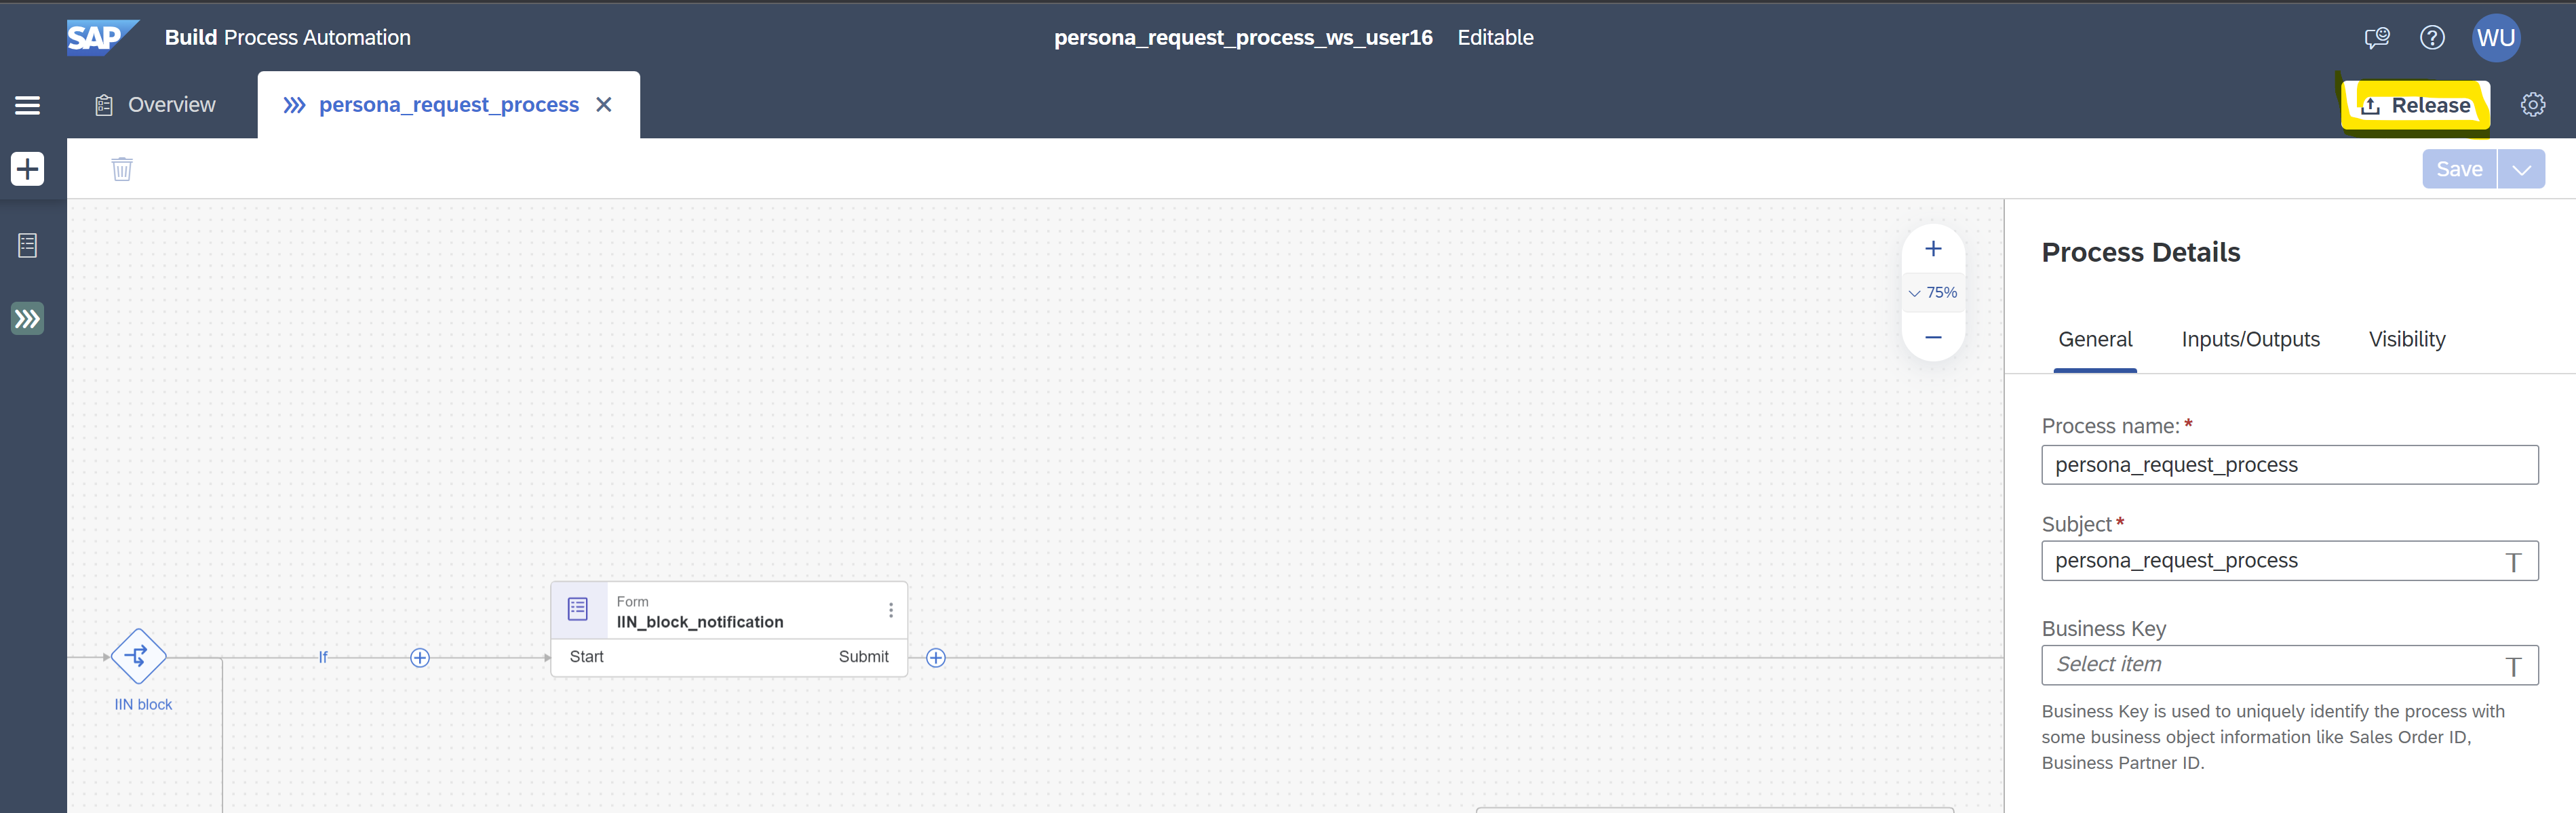 SAP Build Process Automation
persona_request_process_ws_user16 Editable
WU
Overview
persona_request_process
Release
Save
75%
Process Details
General Inputs/Outputs Visibility
Process name:*
persona_request_process
Subject*
persona_request_process
Business Key
Select item
Business Key is used to uniquely identify the process with
some business object information like Sales Order ID,
Business Partner ID.
Form
IIN_block_notification
If
Start Submit
IIN block